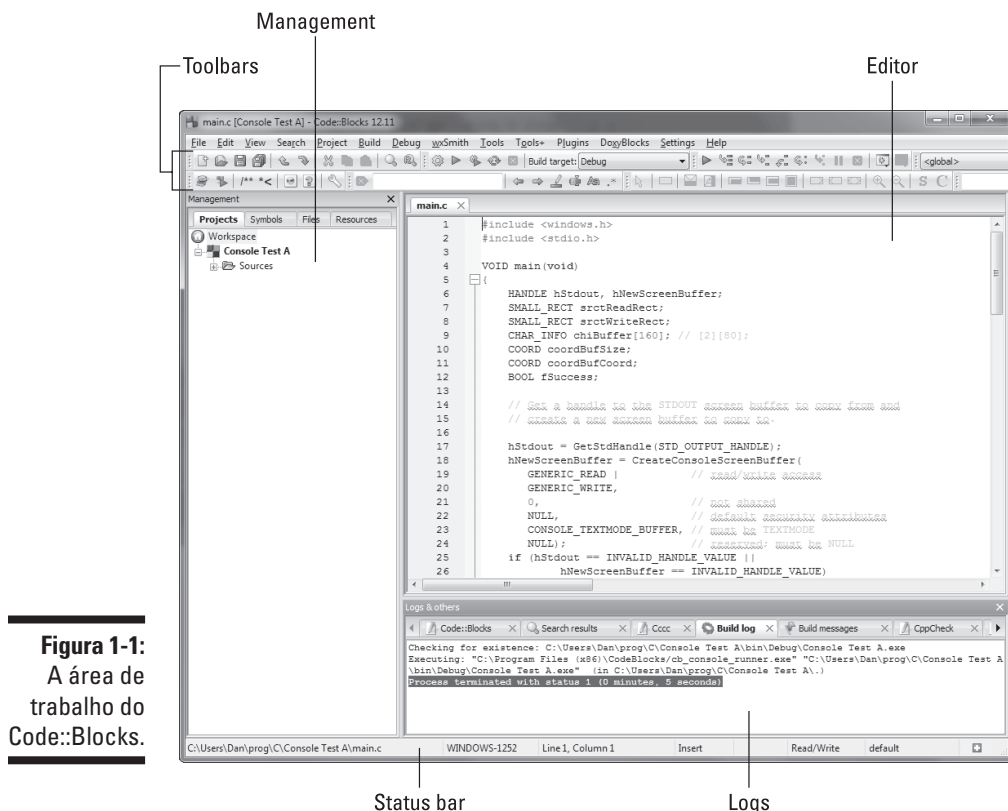 Management
Toolbars
Editor
main.c [Console Test A] - Code::Blocks 12.11
File Edit View Search Project Build Debug wxSmith Tools Tools+ Plugins DoxyBlocks Settings Help
Build target: Debug
<global>
/** *<
Management
Projects Symbols Files Resources
Workspace
Console Test A
Sources
main.c
1 #include <windows.h>
2 #include <stdio.h>
3
4 VOID main(void)
5 {
6 HANDLE hStdout, hNewScreenBuffer;
7 SMALL_RECT srctReadRect;
8 SMALL_RECT srctWriteRect;
9 CHAR_INFO chiBuffer[160]; // [2][80];
10 COORD coordBufSize;
11 COORD coordBufCoord;
12 BOOL fSuccess;
13
14 // Get a handle to the STDOUT screen buffer to copy from and
15 // create a new screen buffer to copy to.
16
17 hStdout = GetStdHandle(STD_OUTPUT_HANDLE);
18 hNewScreenBuffer = CreateConsoleScreenBuffer(
19 GENERIC_READ | // read/write access
20 GENERIC_WRITE,
21 0, // not shared
22 NULL, // default security attributes
23 CONSOLE_TEXTMODE_BUFFER, // must be TEXTMODE
24 NULL); // reserved; must be NULL
25 if (hStdout == INVALID_HANDLE_VALUE ||
26 hNewScreenBuffer == INVALID_HANDLE_VALUE)
Logs & others
Code::Blocks Search results Cccc Build log Build messages CppCheck
Checking for existence: C:\Users\Dan\prog\C\Console Test A\bin\Debug\Console Test A.exe
Executing: "C:\Program Files (x86)\CodeBlocks/cb_console_runner.exe" "C:\Users\Dan\prog\C\Console Test A
\bin\Debug\Console Test A.exe" (in C:\Users\Dan\prog\C\Console Test A\.)
Process terminated with status 1 (0 minutes, 5 seconds)
C:\Users\Dan\prog\C\Console Test A\main.c WINDOWS-1252 Line 1, Column 1 Insert Read/Write default
Status bar
Logs
Figura 1-1:
A área de
trabalho do
Code::Blocks.